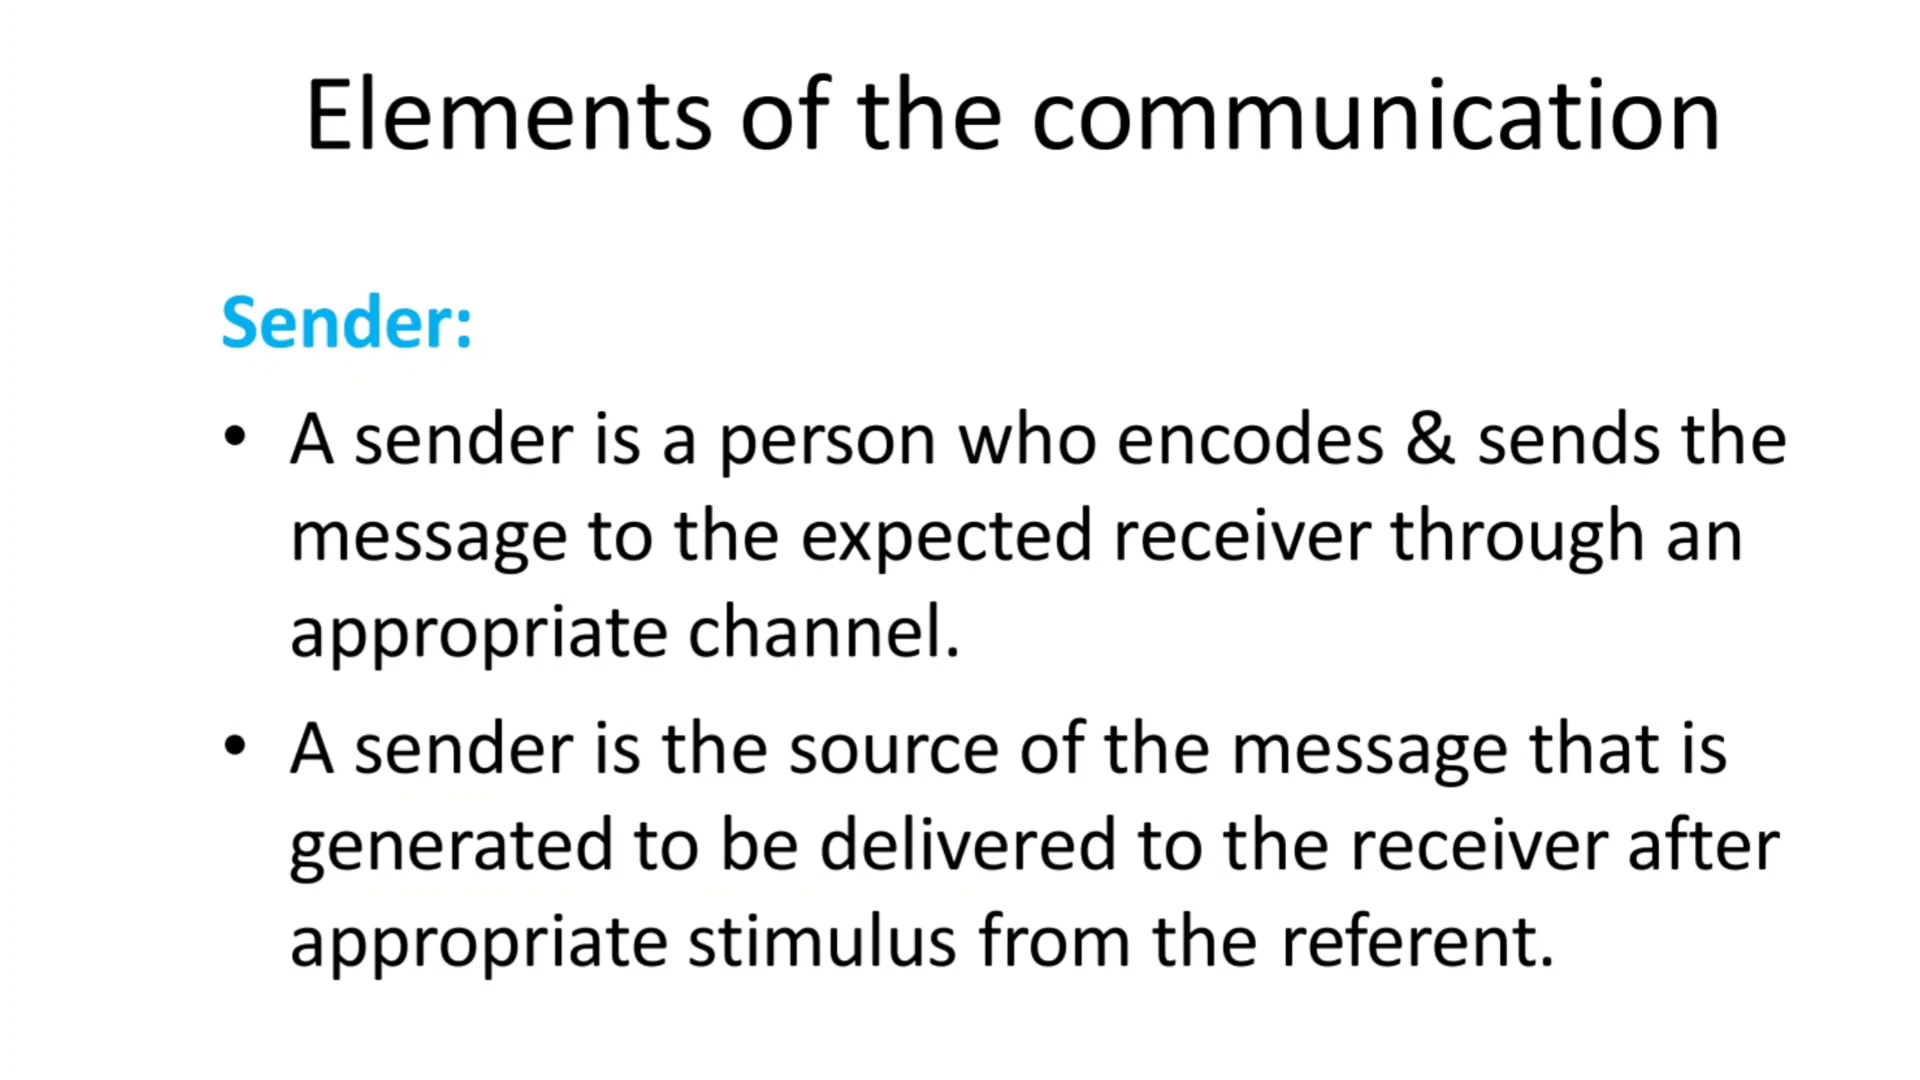 Elements of the communication
Sender:
• A sender is a person who encodes & sends the
message to the expected receiver through an
appropriate channel.
• A sender is the source of the message that is
generated to be delivered to the receiver after
appropriate stimulus from the referent.